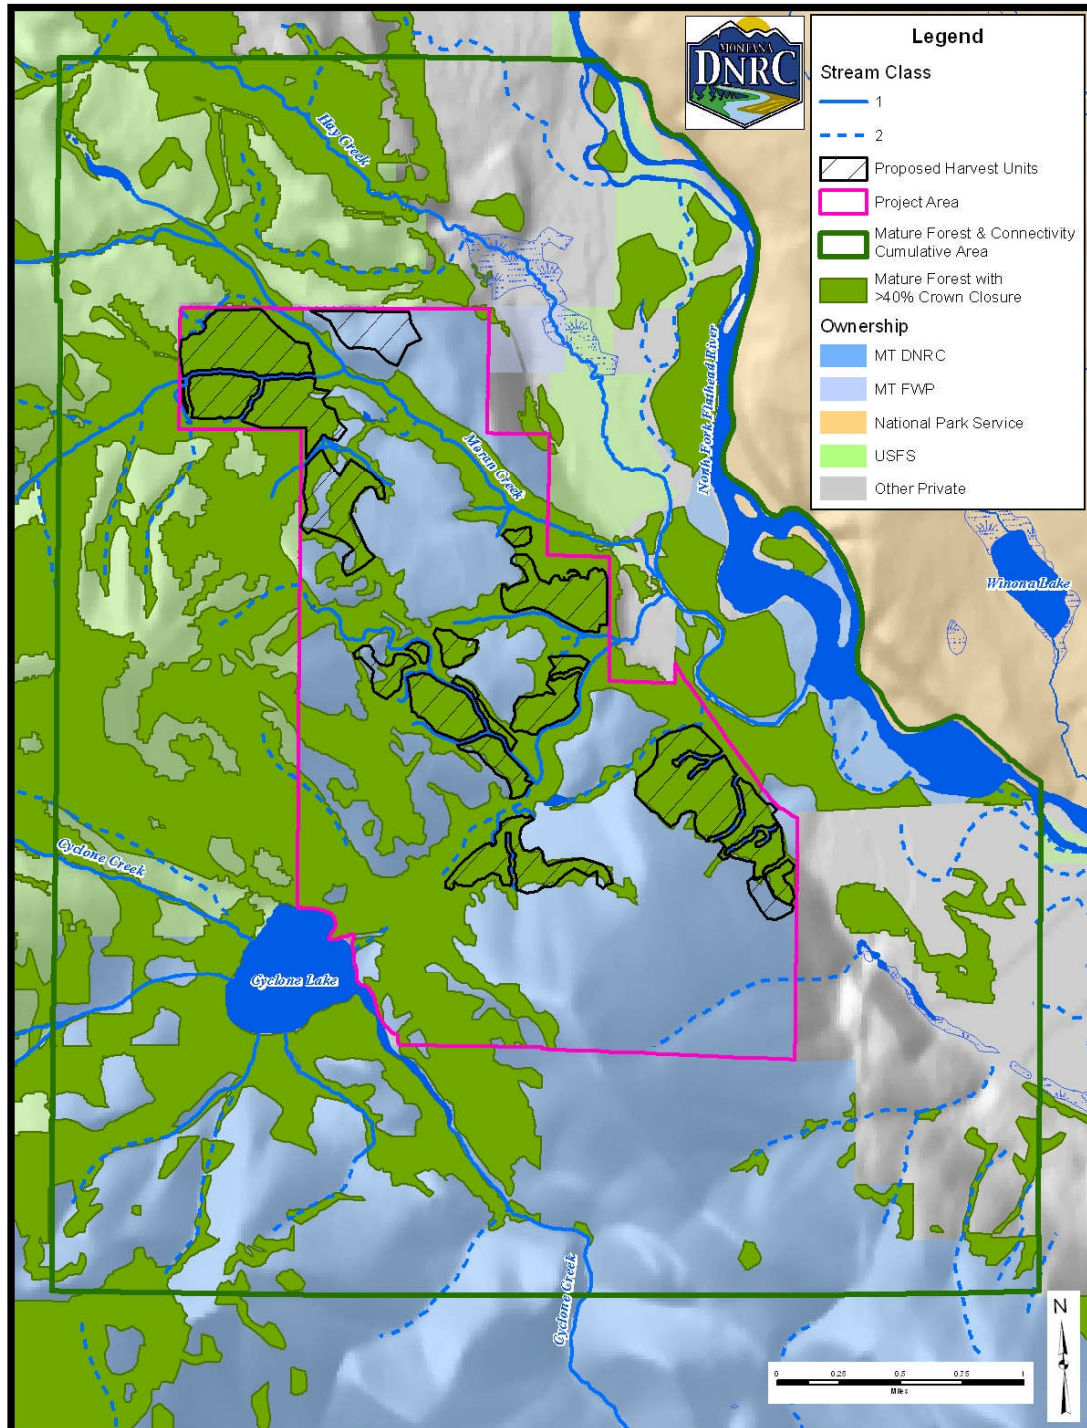 MONTANA
DNRC
Legend
Stream Class
1
2
Proposed Harvest Units
Project Area
Mature Forest & Connectivity
Cumulative Area
Mature Forest with
>40% Crown Closure
Ownership
MT DNRC
MT FWP
National Park Service
USFS
Other Private
Hay Creek
North Fork Flathead River
Moran Creek
Winona Lake
Cyclone Creek
Cyclone Lake
Cyclone Creek
N
0 0.25 0.5 0.75 1
Miles